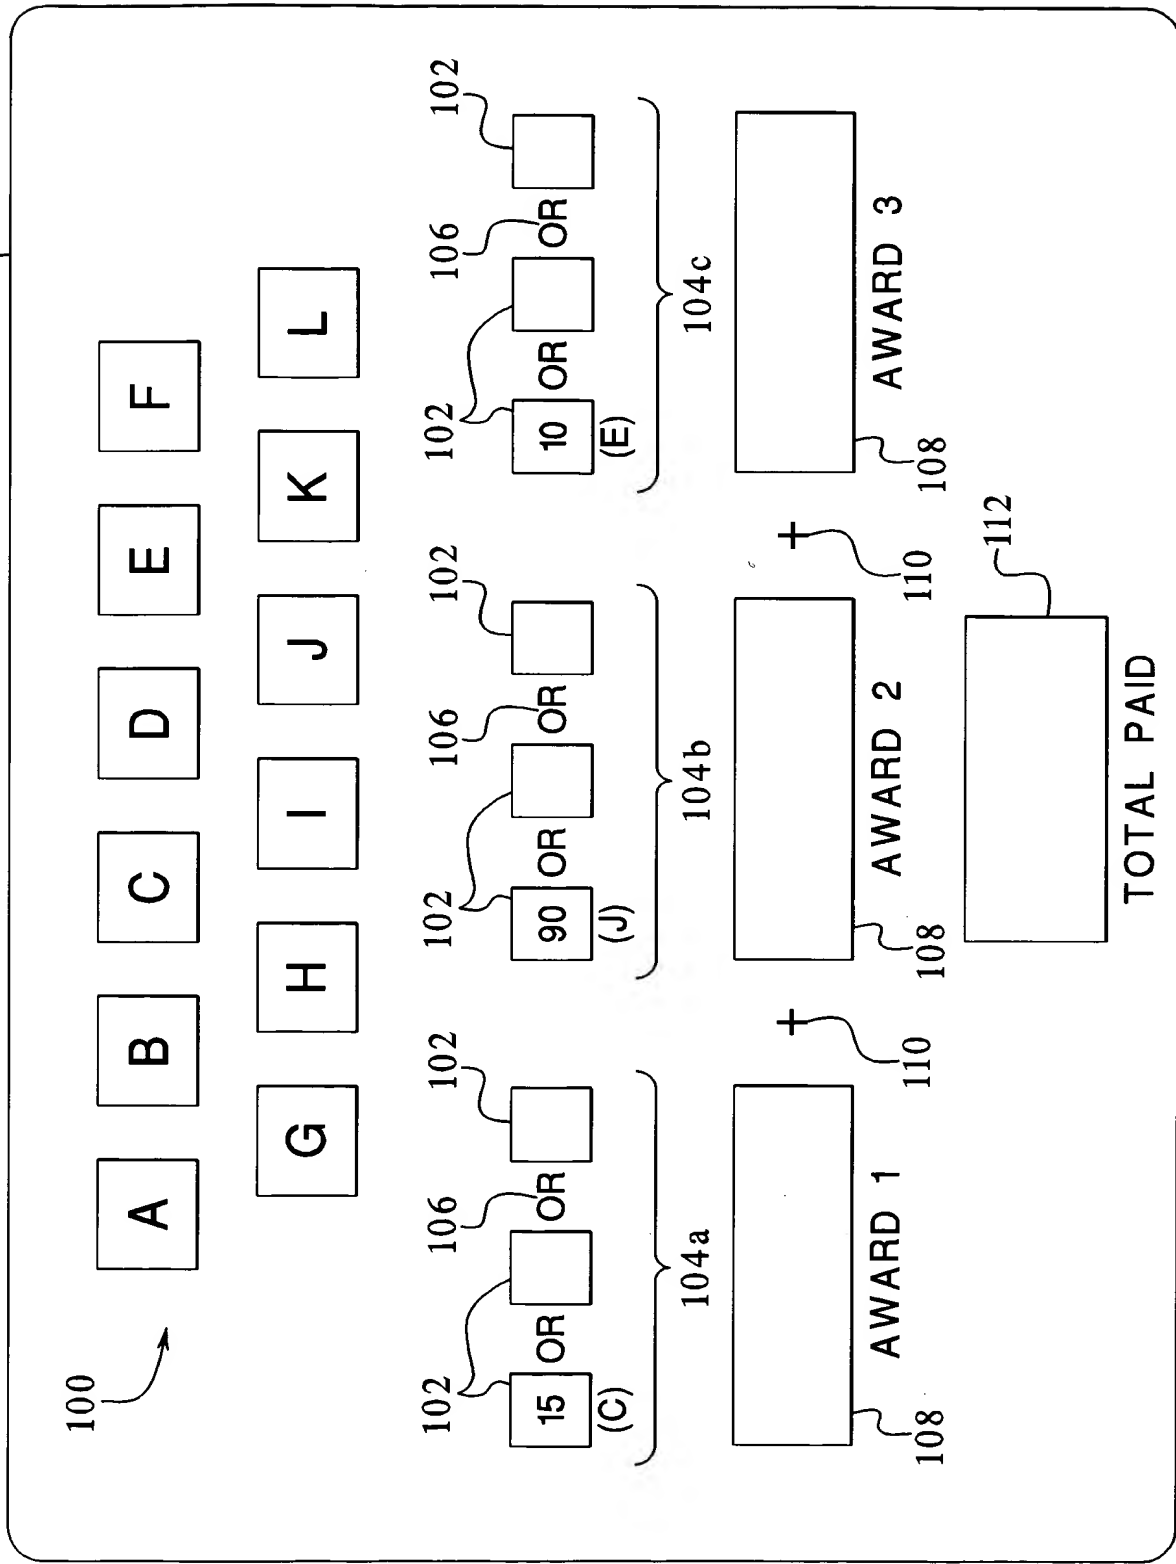 100
A B C D E F
G H I J K L
102 106 102 102 106 102 102 106 102
15 OR OR 90 OR OR 10 OR OR
(C) (J) (E)
104a 104b 104c
+ +
108 110 108 110 108
AWARD 1 AWARD 2 AWARD 3
112
TOTAL PAID